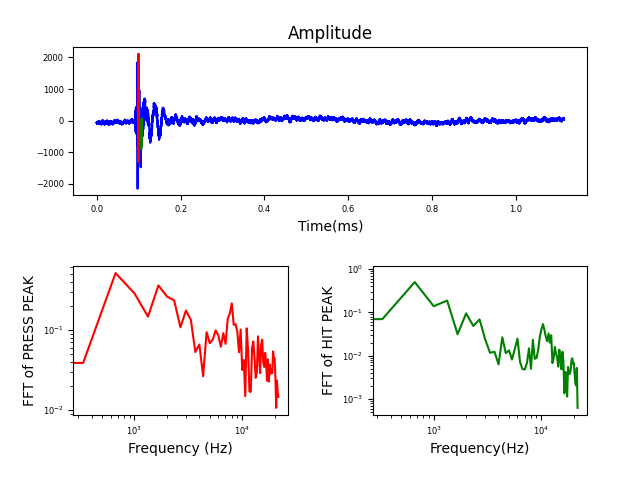 Amplitude
2000
1000
0
−1000
−2000
0.0 0.2 0.4 0.6 0.8 1.0
Time(ms)
FFT of PRESS PEAK
10⁻¹
10⁻²
10³ 10⁴
Frequency (Hz)
FFT of HIT PEAK
10⁰
10⁻¹
10⁻²
10⁻³
10³ 10⁴
Frequency(Hz)